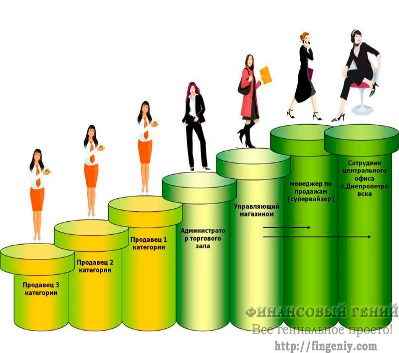 Продавец 3
категории
Продавец 2
категории
Продавец 1
категории
Администрато
р торгового
зала
Управляющий
магазином
менеджер по
продажам
(супервайзер)
Сотрудник
центрального
офиса
г.Днепропетро
вска
ФИНАНСОВЫЙ ГЕНИЙ
Все гениальное просто!
http://fingeniy.com